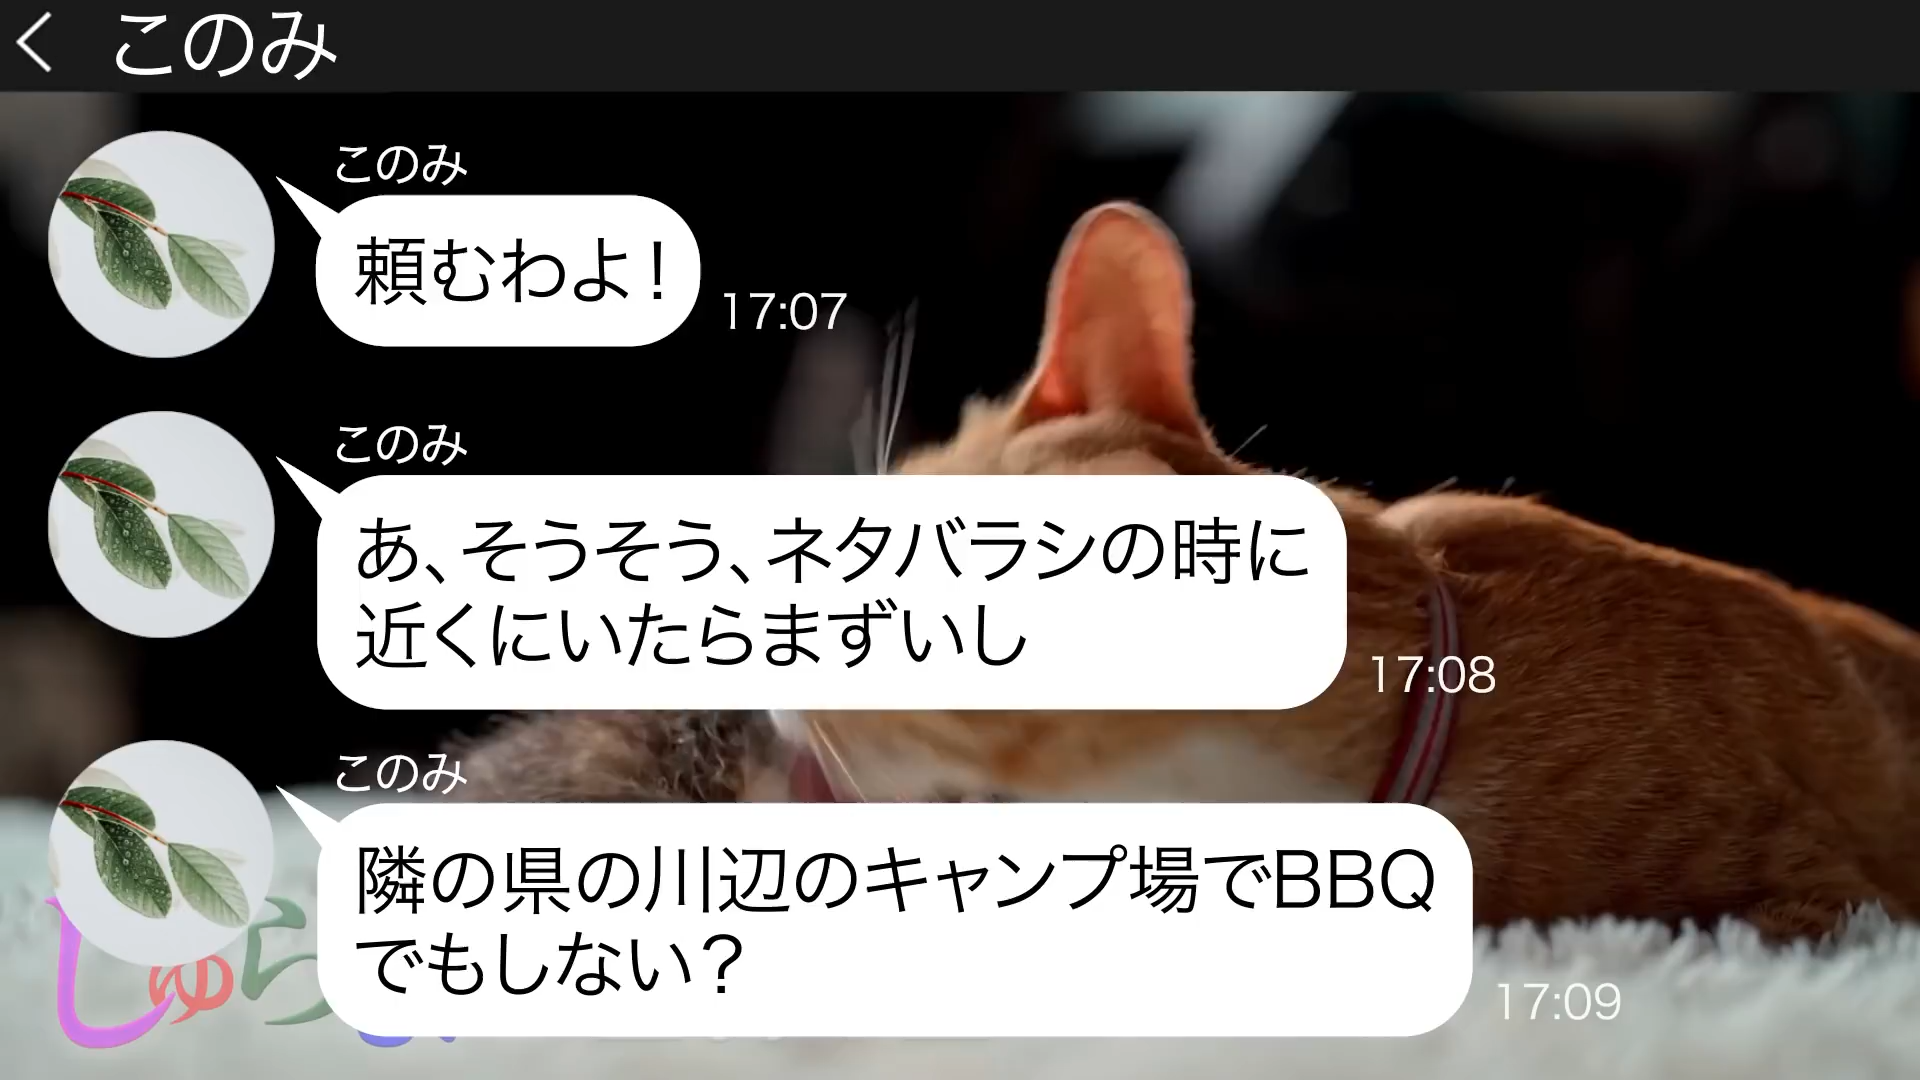 このみ
このみ
頼むわよ！
17:07
このみ
あ、そうそう、ネタバラシの時に
近くにいたらまずいし
17:08
このみ
隣の県の川辺のキャンプ場でBBQ
でもしない？
17:09
しゅら